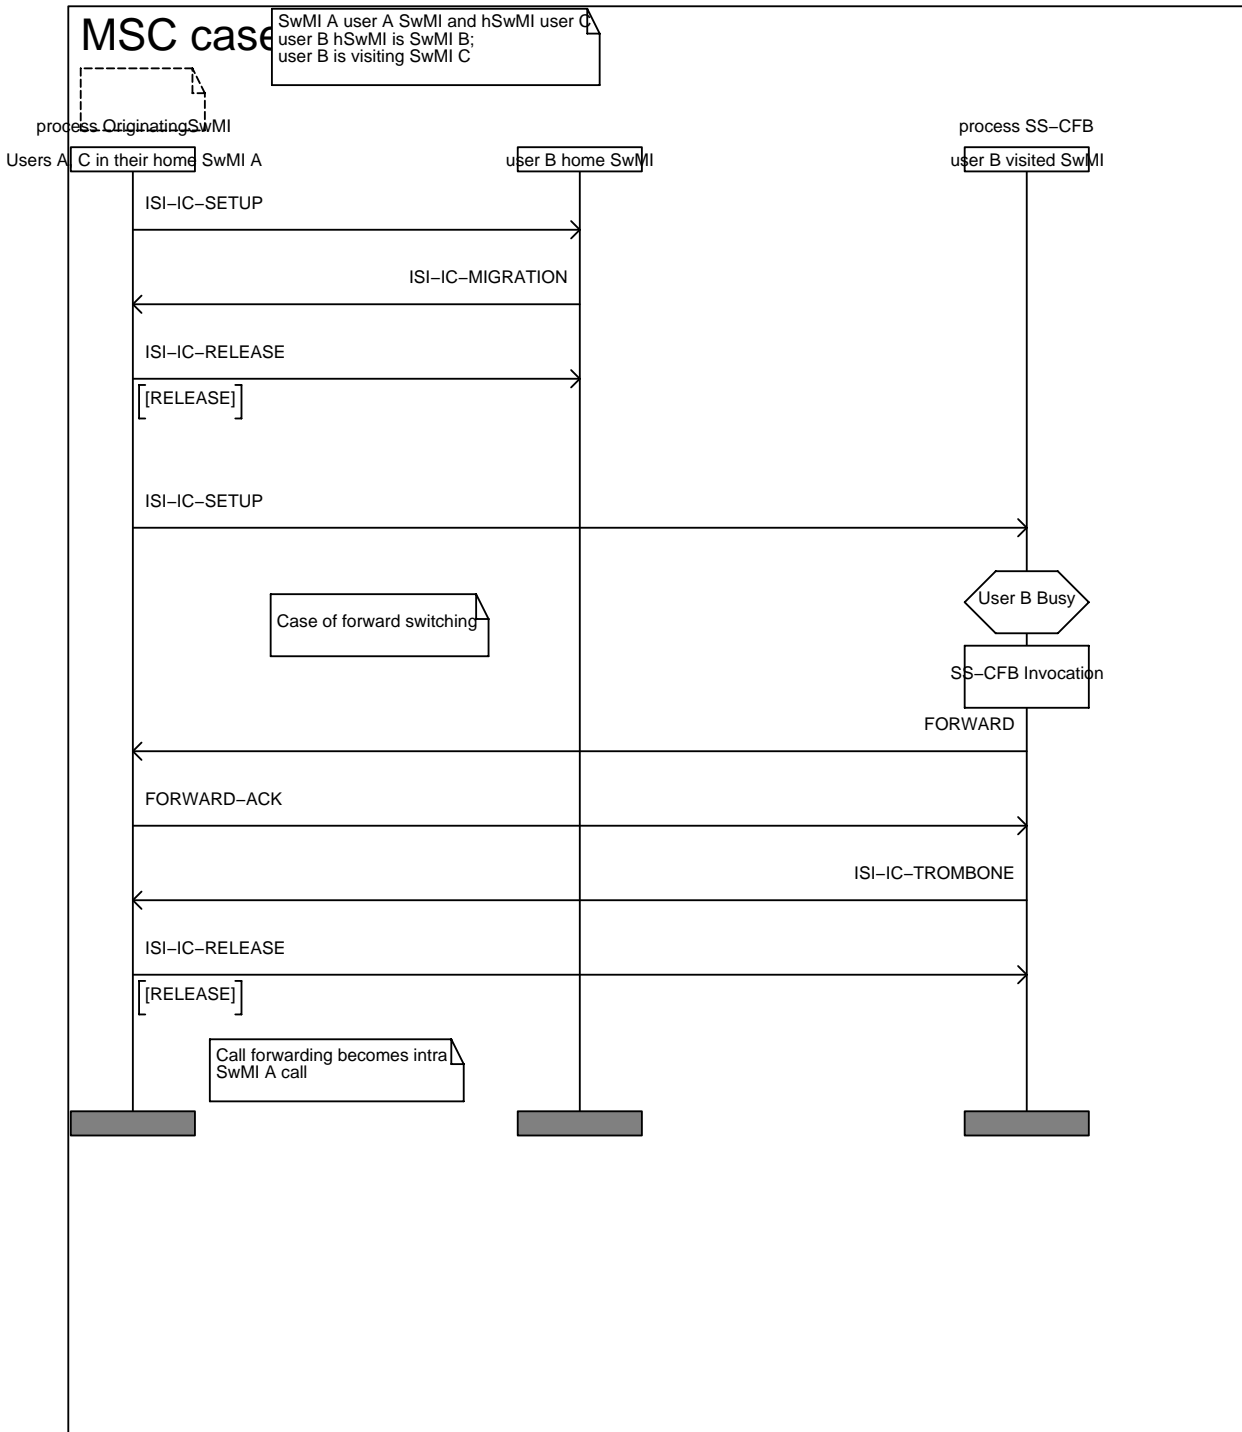 MSC case
SwMI A user A SwMI and hSwMI user C
user B hSwMI is SwMI B;
user B is visiting SwMI C
process OriginatingSwMI
process SS−CFB
Users A, C in their home SwMI A
user B home SwMI
user B visited SwMI
ISI−IC−SETUP
ISI−IC−MIGRATION
ISI−IC−RELEASE
[RELEASE]
ISI−IC−SETUP
User B Busy
Case of forward switching
SS−CFB Invocation
FORWARD
FORWARD−ACK
ISI−IC−TROMBONE
ISI−IC−RELEASE
[RELEASE]
Call forwarding becomes intra
SwMI A call